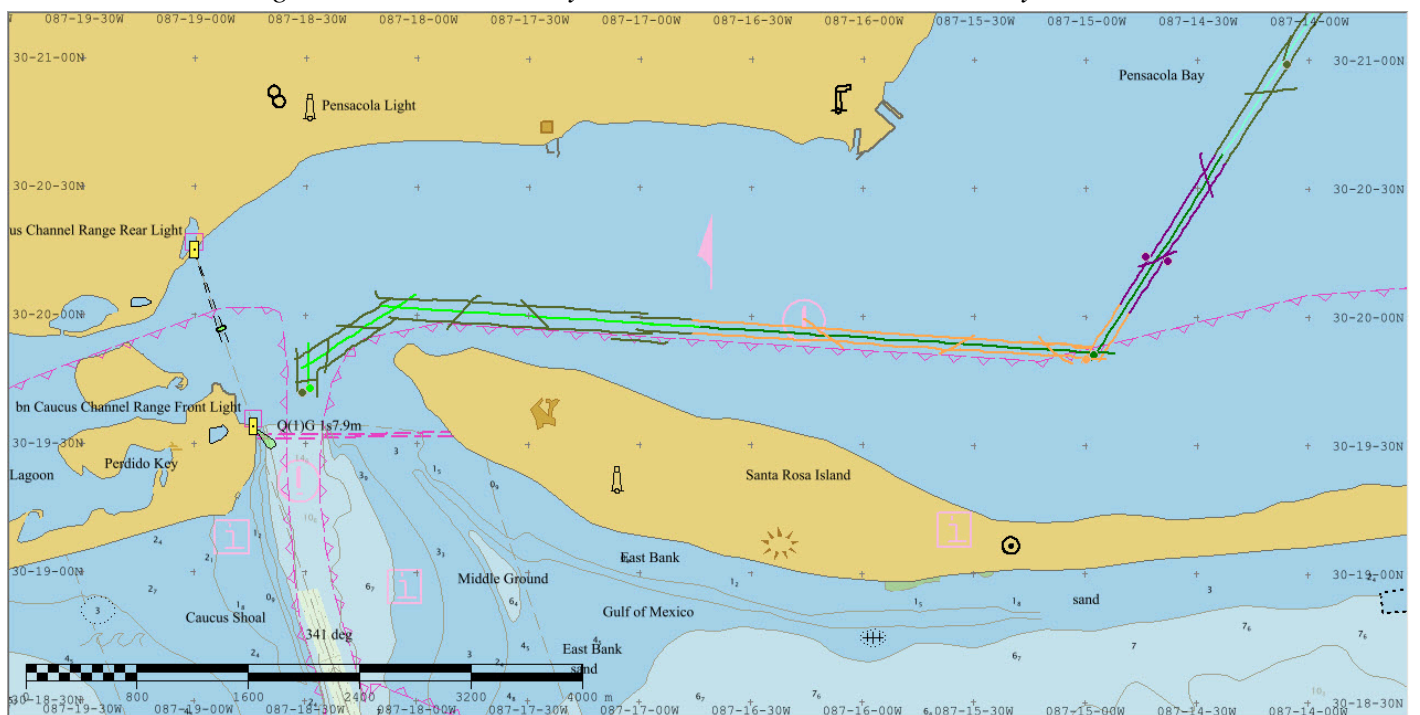 087-19-30W 087-19-00W 087-18-30W 087-18-00W 087-17-30W 087-17-00W 087-16-30W 087-16-00W 087-15-30W 087-15-00W 087-14-30W 087-14-00W
30-21-00N 30-21-00N
Pensacola Bay
Pensacola Light
30-20-30N 30-20-30N
us Channel Range Rear Light
30-20-00N 30-20-00N
bn Caucus Channel Range Front Light
Q(1)G 1s7.9m
30-19-30N 30-19-30N
Perdido Key
Lagoon
Santa Rosa Island
East Bank
30-19-00N 30-19-00N
Middle Ground
sand
Gulf of Mexico
Caucus Shoal
341 deg
East Bank
sand
0 800 1600 2400 3200 4000 m
30-18-30N 30-18-30N
087-19-30W 087-19-00W 087-18-30W 087-18-00W 087-17-30W 087-17-00W 087-16-30W 087-16-00W 087-15-30W 087-15-00W 087-14-30W 087-14-00W